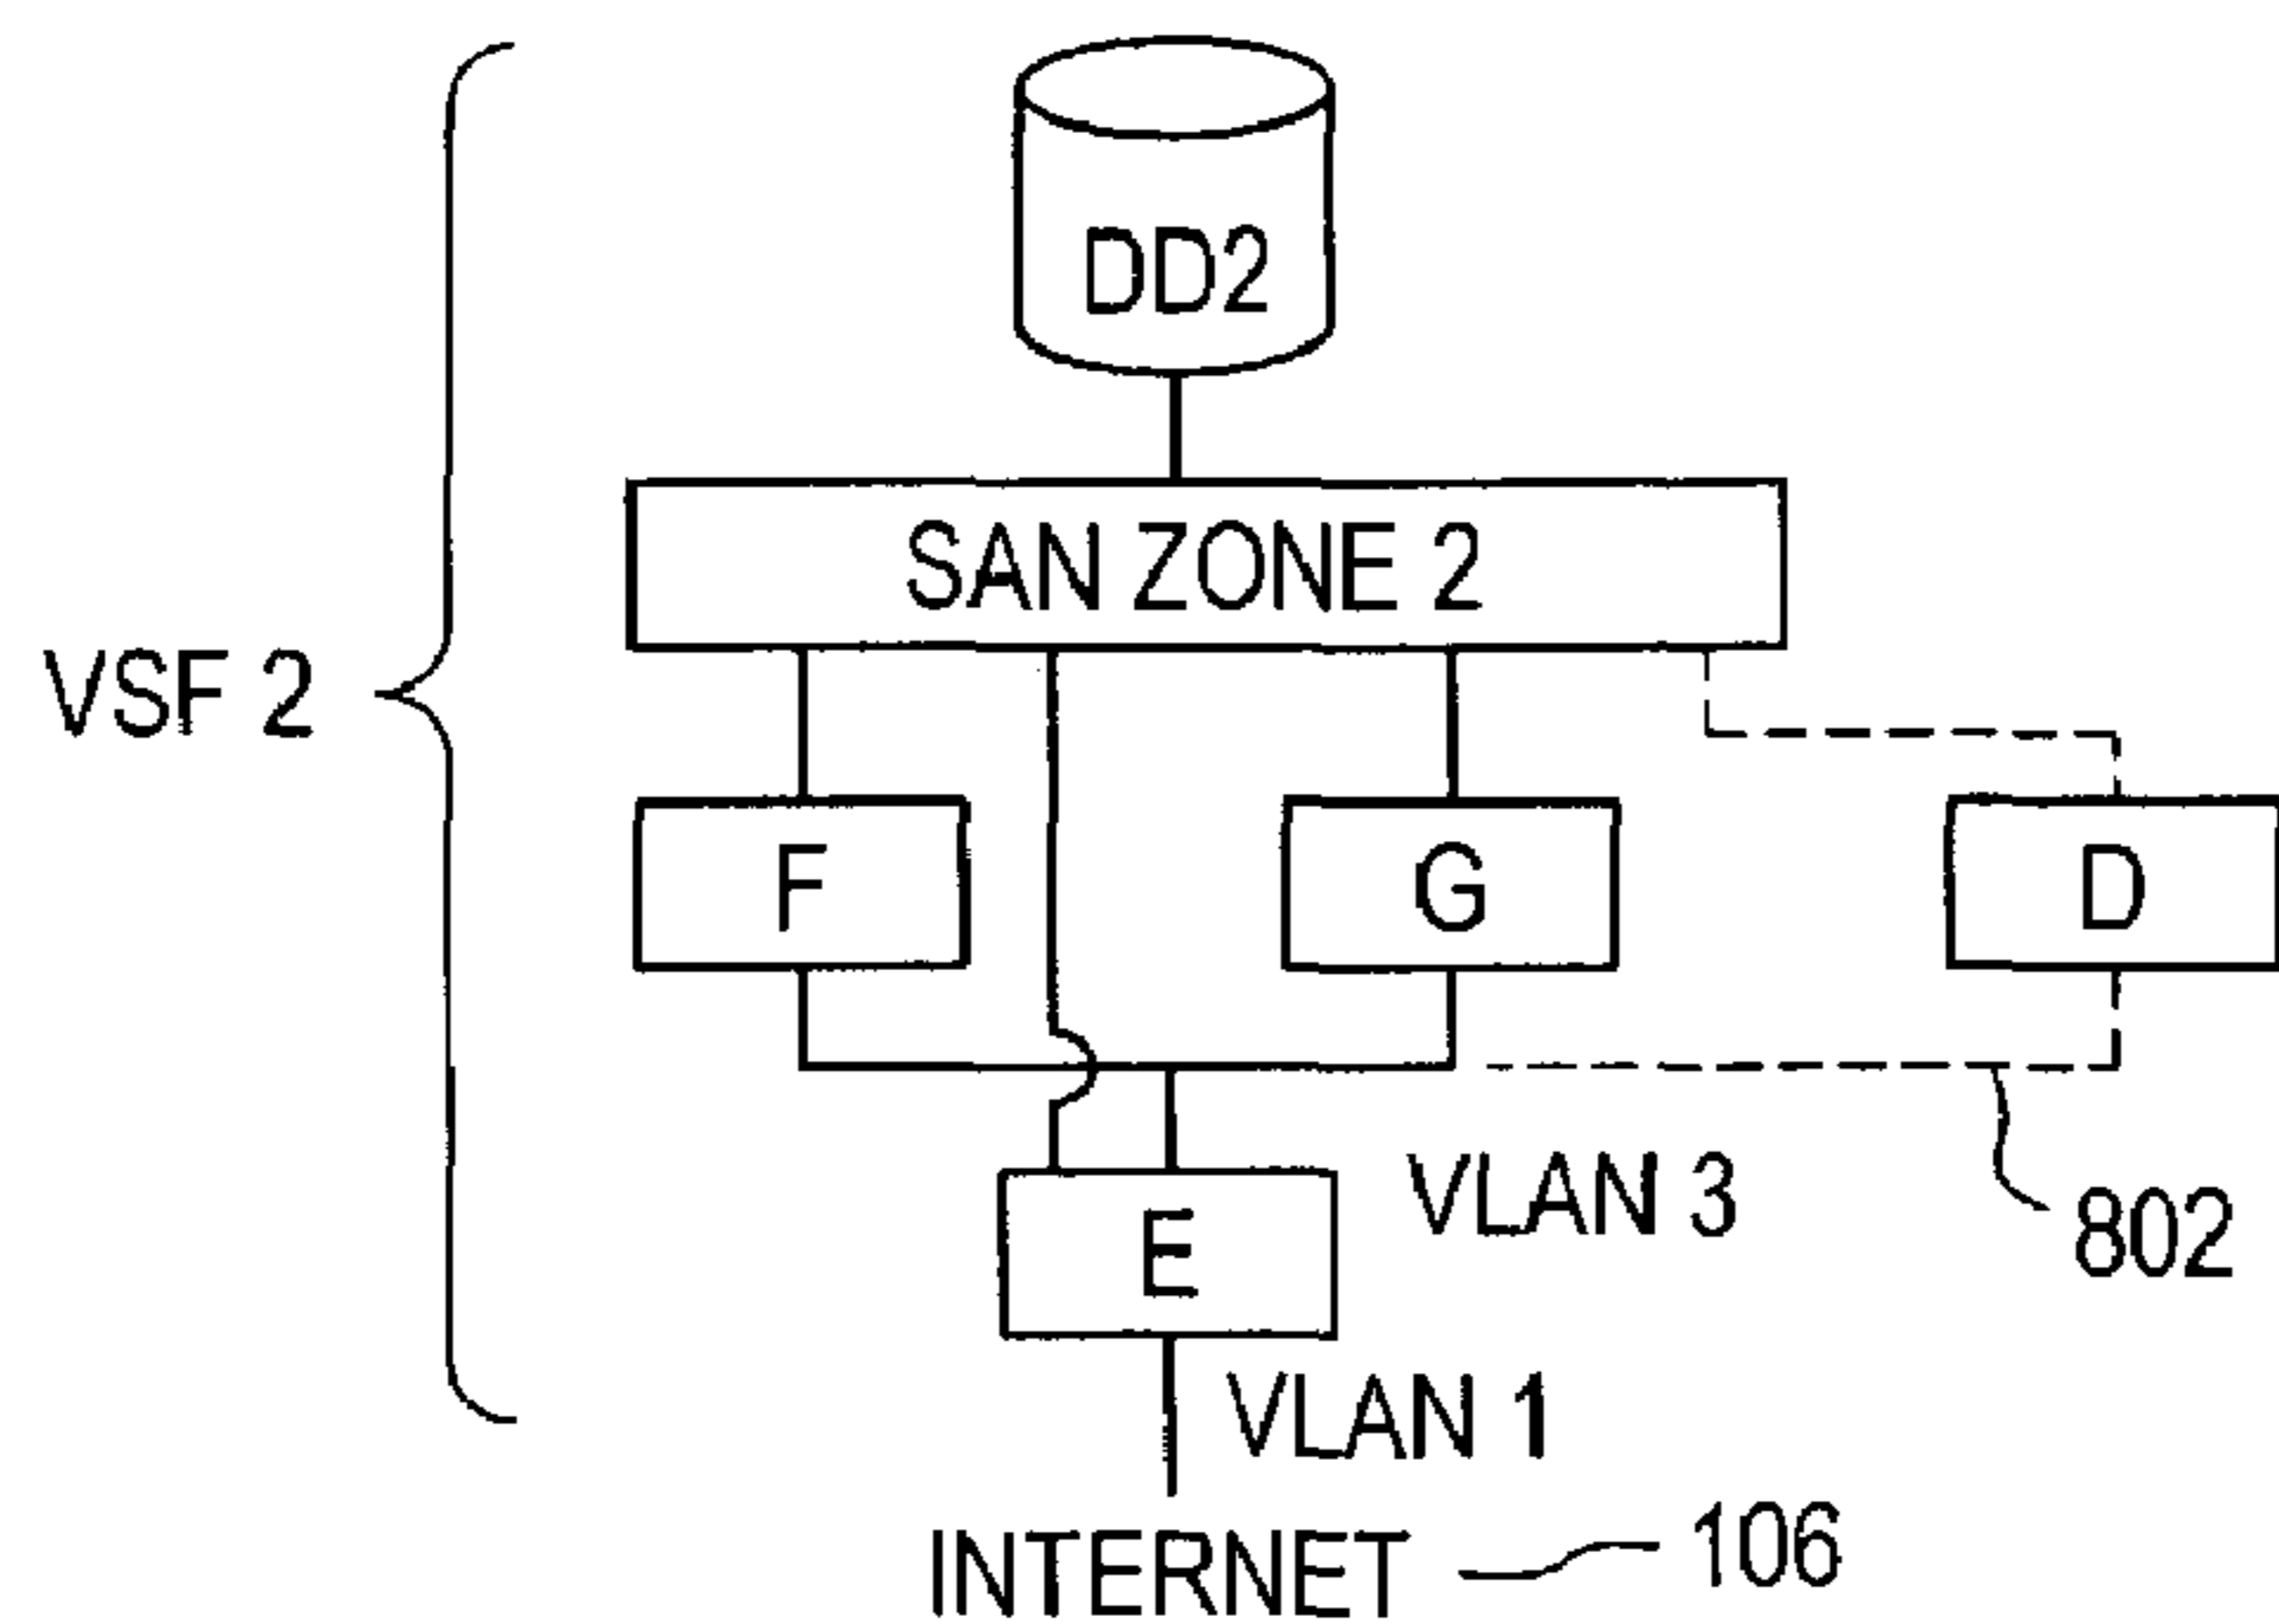 DD2
SAN ZONE 2
VSF 2
F
G
D
E
VLAN 3
802
VLAN 1
INTERNET
106